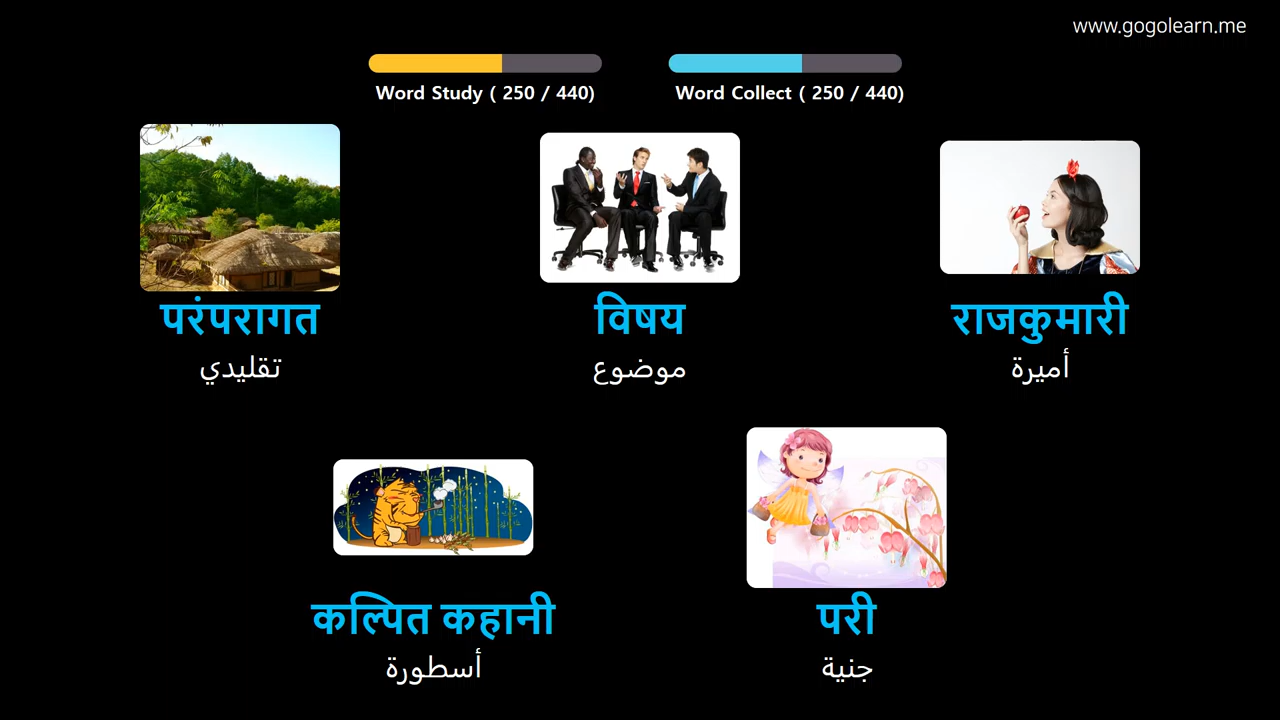 www.gogolearn.me
Word Study ( 250 / 440)
Word Collect ( 250 / 440)
परंपरागत
تقليدي
विषय
موضوع
राजकुमारी
أميرة
कल्पित कहानी
أسطورة
परी
جنية